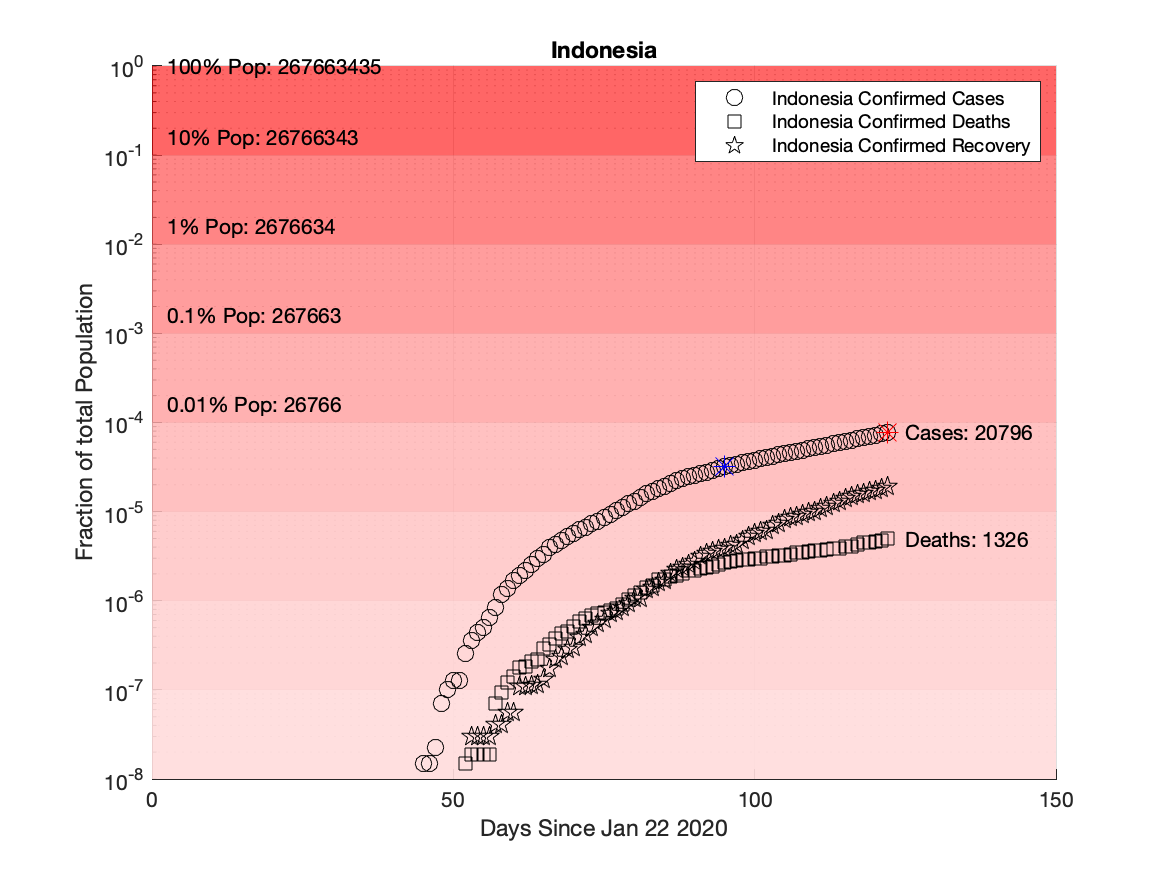 Indonesia
10^0
100% Pop: 267663435
Indonesia Confirmed Cases
Indonesia Confirmed Deaths
Indonesia Confirmed Recovery
10% Pop: 26766343
10^-1
1% Pop: 2676634
10^-2
0.1% Pop: 267663
10^-3
0.01% Pop: 26766
10^-4
Cases: 20796
10^-5
Deaths: 1326
10^-6
10^-7
10^-8
Fraction of total Population
0 50 100 150
Days Since Jan 22 2020